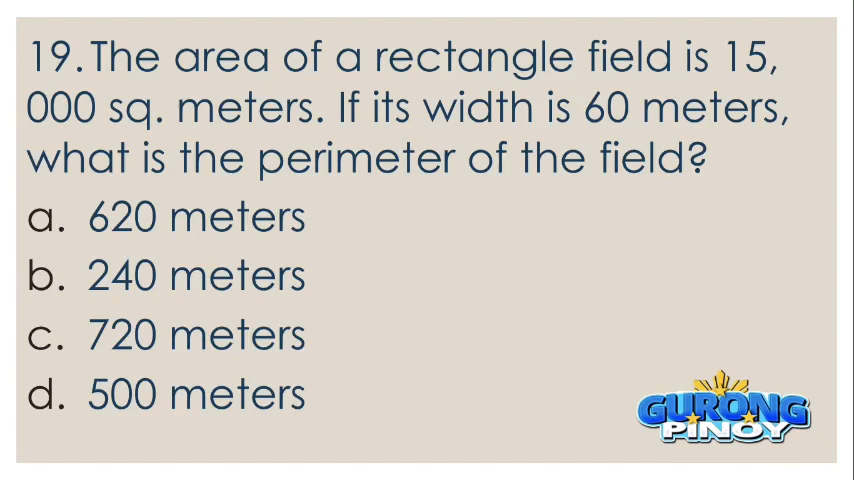 19. The area of a rectangle field is 15,
000 sq. meters. If its width is 60 meters,
what is the perimeter of the field?
a. 620 meters
b. 240 meters
c. 720 meters
d. 500 meters
GURONG
PINOY